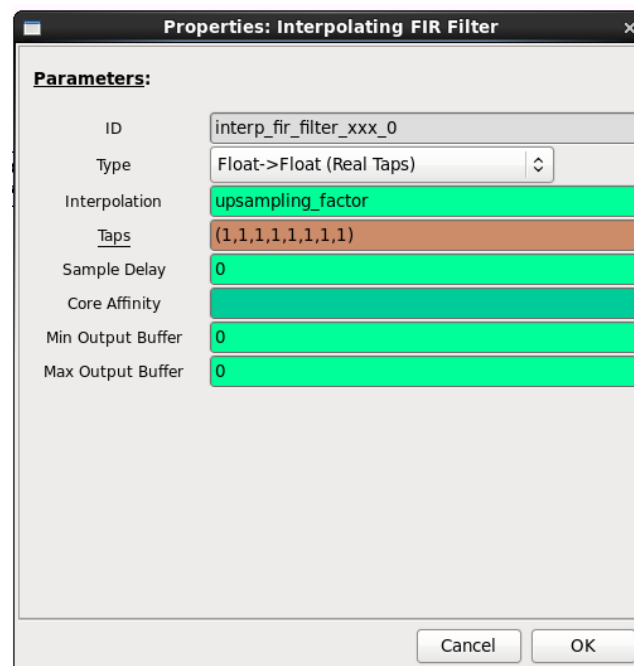 Properties: Interpolating FIR Filter
Parameters:
ID interp_fir_filter_xxx_0
Type Float->Float (Real Taps)
Interpolation upsampling_factor
Taps (1,1,1,1,1,1,1,1)
Sample Delay 0
Core Affinity
Min Output Buffer 0
Max Output Buffer 0
Cancel OK